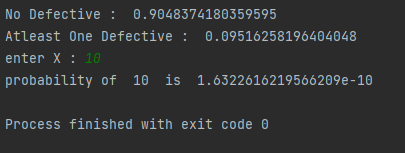 No Defective :  0.9048374180359595
Atleast One Defective :  0.09516258196404048
enter X : 10
probability of  10  is  1.6322616219566209e-10
Process finished with exit code 0